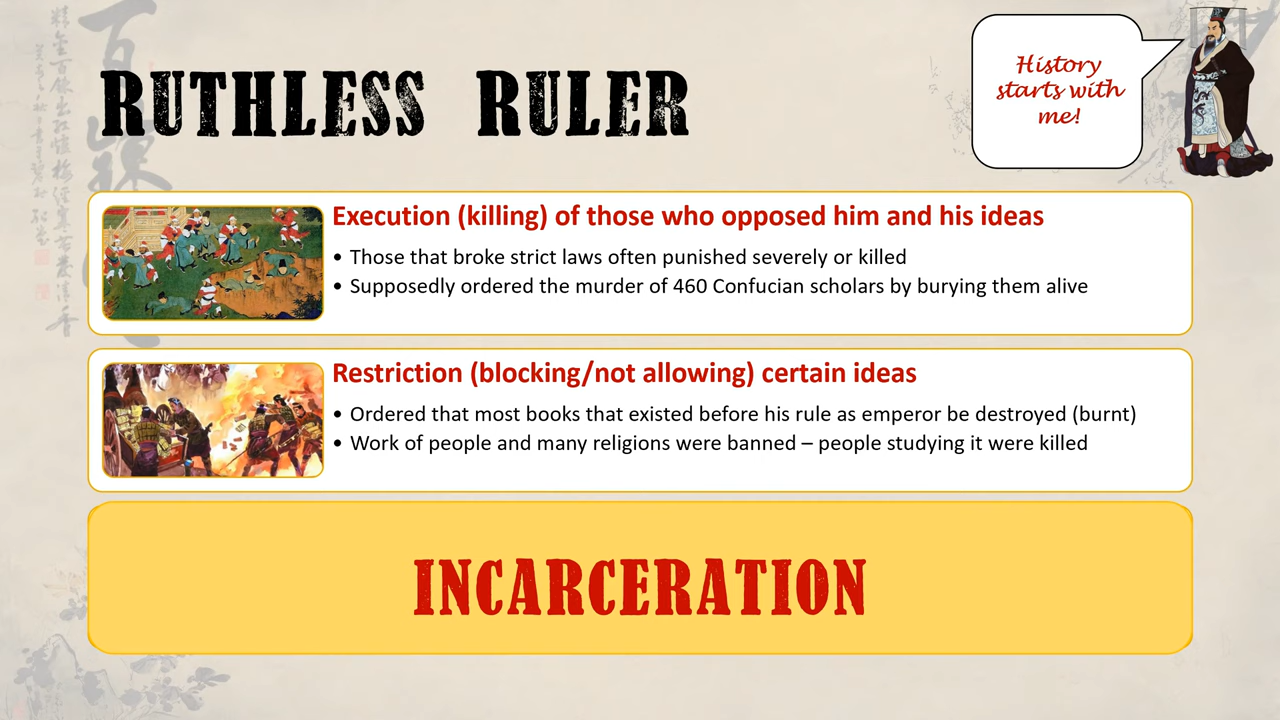 RUTHLESS RULER
History
starts with
me!
Execution (killing) of those who opposed him and his ideas
• Those that broke strict laws often punished severely or killed
• Supposedly ordered the murder of 460 Confucian scholars by burying them alive
Restriction (blocking/not allowing) certain ideas
• Ordered that most books that existed before his rule as emperor be destroyed (burnt)
• Work of people and many religions were banned – people studying it were killed
INCARCERATION